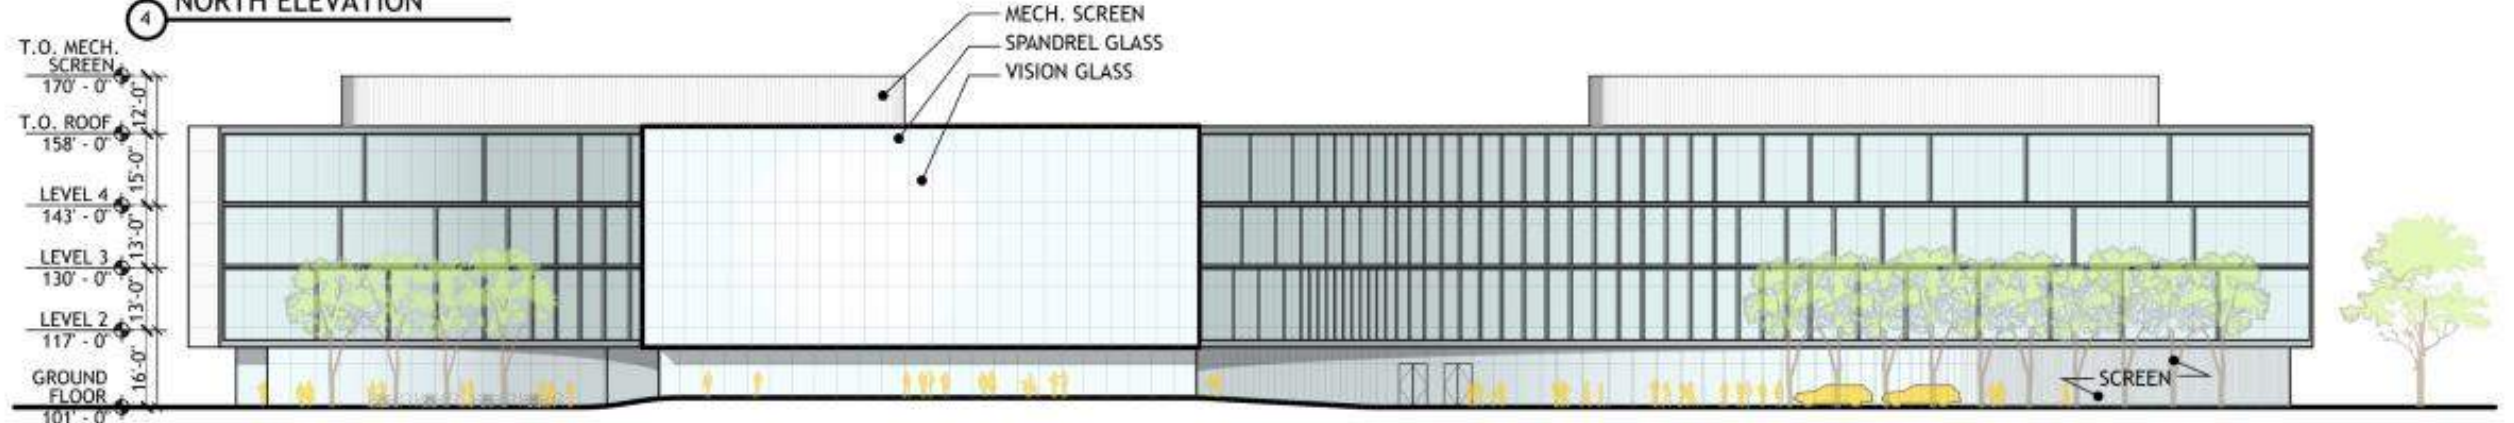 4
NORTH ELEVATION
MECH. SCREEN
SPANDREL GLASS
VISION GLASS
T.O. MECH.
SCREEN
170' - 0"
12'-0"
T.O. ROOF
158' - 0"
15'-0"
LEVEL 4
143' - 0"
13'-0"
LEVEL 3
130' - 0"
13'-0"
LEVEL 2
117' - 0"
16'-0"
GROUND
FLOOR
101' - 0"
SCREEN